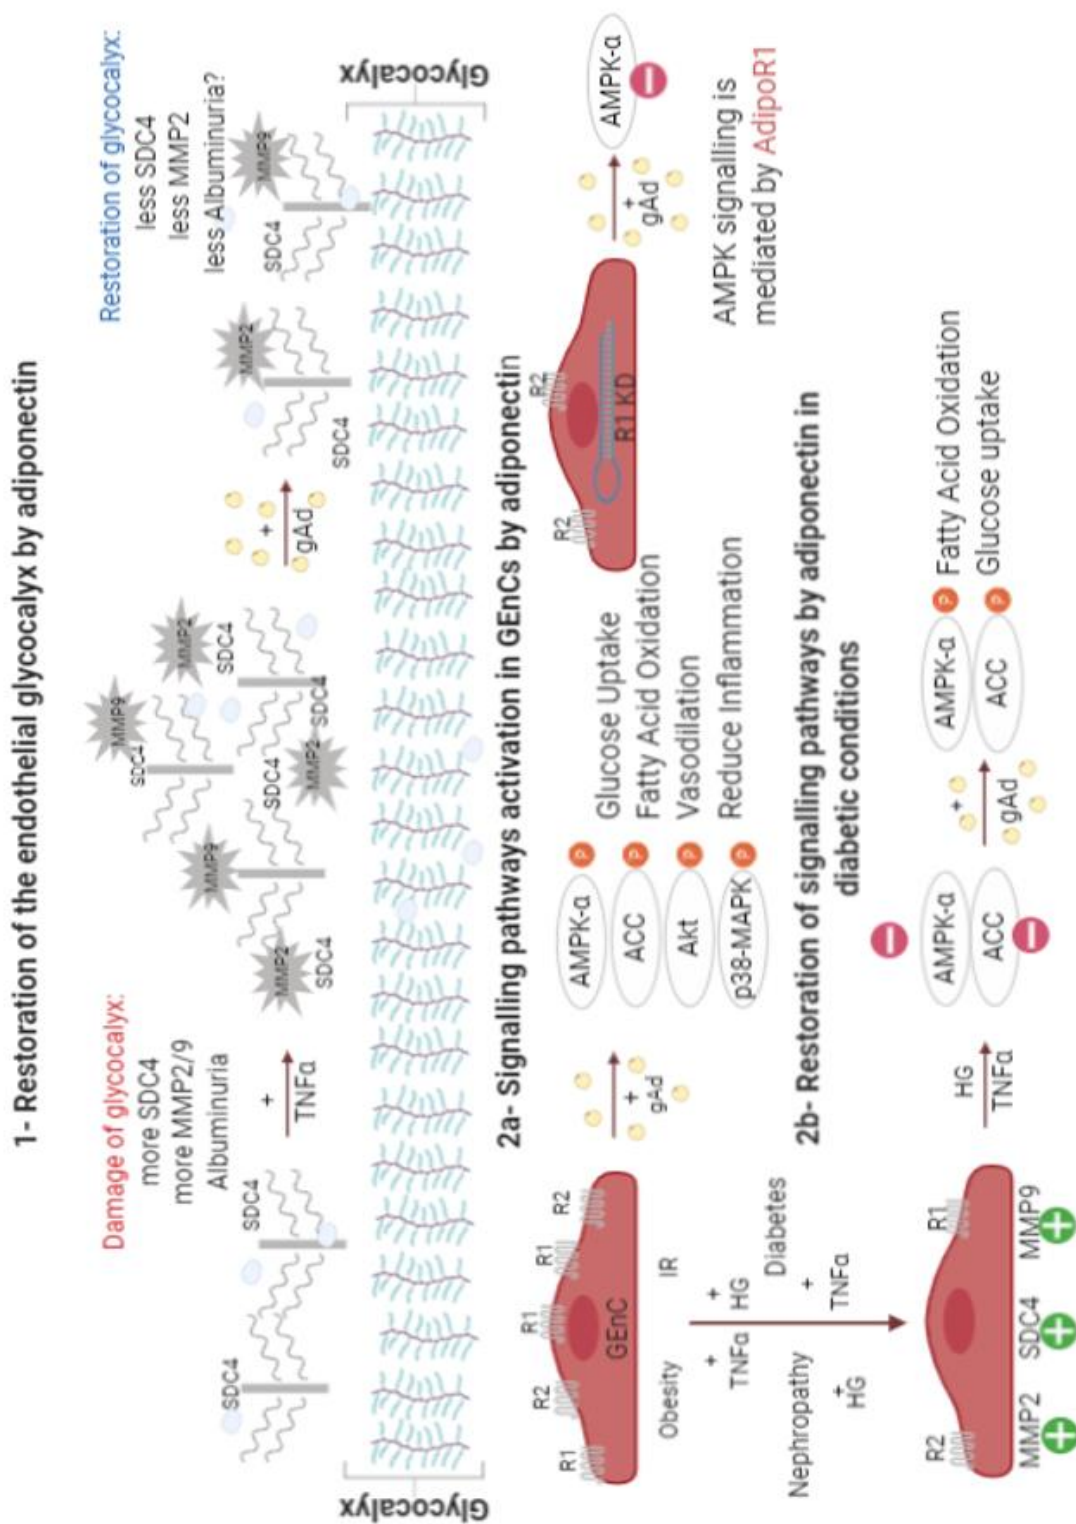 1- Restoration of the endothelial glycocalyx by adiponectin
Damage of glycocalyx:
more SDC4
more MMP2/9
Albuminuria
Restoration of glycocalyx:
less SDC4
less MMP2
less Albuminuria?
SDC4
SDC4
+
TNFα
MMP2
SDC4
MMP9
SDC4
MMP9
SDC4
MMP2
SDC4
MMP2
SDC4
+
gAd
MMP2
SDC4
MMP9
SDC4
Glycocalyx
Glycocalyx
2a- Signalling pathways activation in GEnCs by adiponectin
R1
R2
R1
R1
R2
GEnC
+
gAd
AMPK-α
P
Glucose Uptake
ACC
P
Fatty Acid Oxidation
Akt
P
Vasodilation
p38-MAPK
P
Reduce Inflammation
R2
R2
R1 KD
+
gAd
AMPK-α
AMPK signalling is
mediated by AdipoR1
Obesity
IR
+
TNFα
+
HG
Nephropathy
Diabetes
+
HG
+
TNFα
2b- Restoration of signalling pathways by adiponectin in
diabetic conditions
R2
R1
MMP2
SDC4
MMP9
HG
TNFα
AMPK-α
ACC
+
gAd
AMPK-α
P
Fatty Acid Oxidation
ACC
P
Glucose uptake